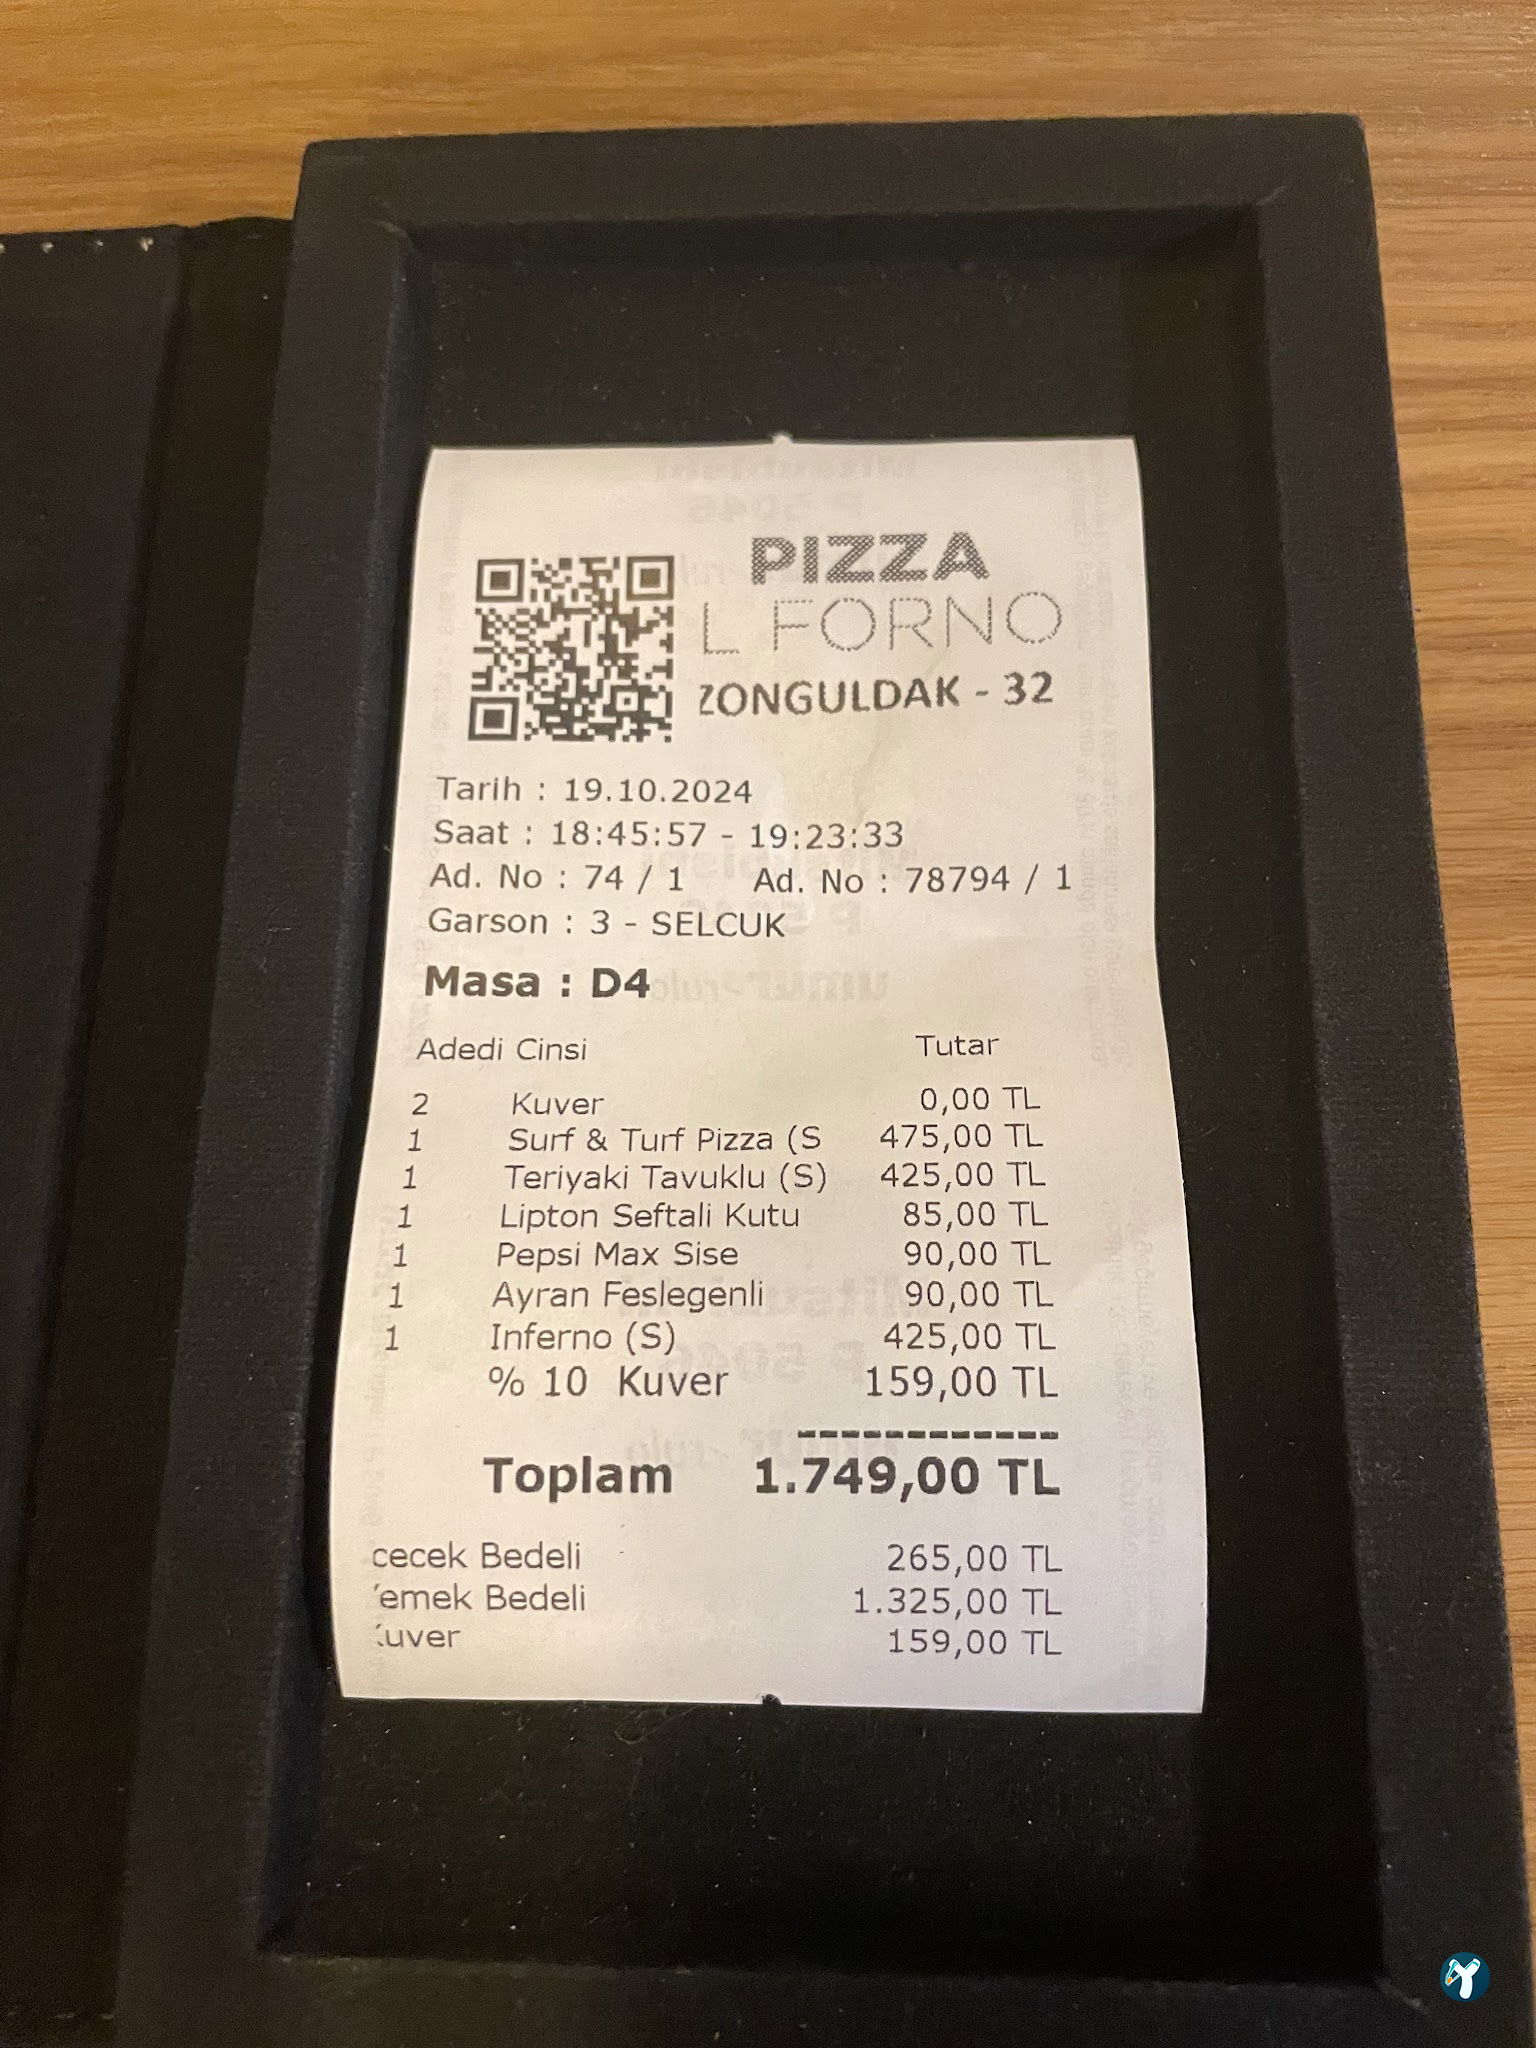 PIZZA
L FORNO
ZONGULDAK - 32
Tarih : 19.10.2024
Saat : 18:45:57 - 19:23:33
Ad. No : 74 / 1 Ad. No : 78794 / 1
Garson : 3 - SELCUK
Masa : D4
Adedi Cinsi Tutar
2 Kuver 0,00 TL
1 Surf & Turf Pizza (S 475,00 TL
1 Teriyaki Tavuklu (S) 425,00 TL
1 Lipton Seftali Kutu 85,00 TL
1 Pepsi Max Sise 90,00 TL
1 Ayran Feslegenli 90,00 TL
1 Inferno (S) 425,00 TL
% 10 Kuver 159,00 TL
Toplam 1.749,00 TL
cecek Bedeli 265,00 TL
emek Bedeli 1.325,00 TL
uver 159,00 TL